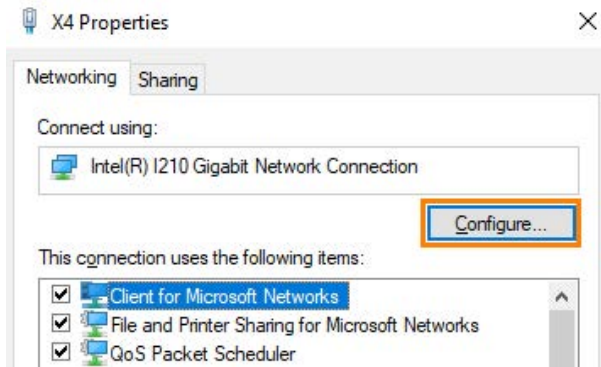 X4 Properties
Networking Sharing
Connect using:
Intel(R) I210 Gigabit Network Connection
Configure...
This connection uses the following items:
Client for Microsoft Networks
File and Printer Sharing for Microsoft Networks
QoS Packet Scheduler